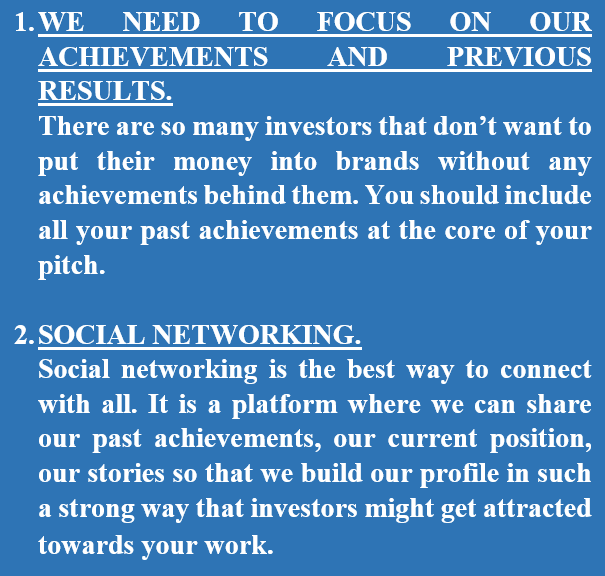 1. WE NEED TO FOCUS ON OUR
ACHIEVEMENTS AND PREVIOUS
RESULTS.
There are so many investors that don’t want to
put their money into brands without any
achievements behind them. You should include
all your past achievements at the core of your
pitch.
2. SOCIAL NETWORKING.
Social networking is the best way to connect
with all. It is a platform where we can share
our past achievements, our current position,
our stories so that we build our profile in such
a strong way that investors might get attracted
towards your work.